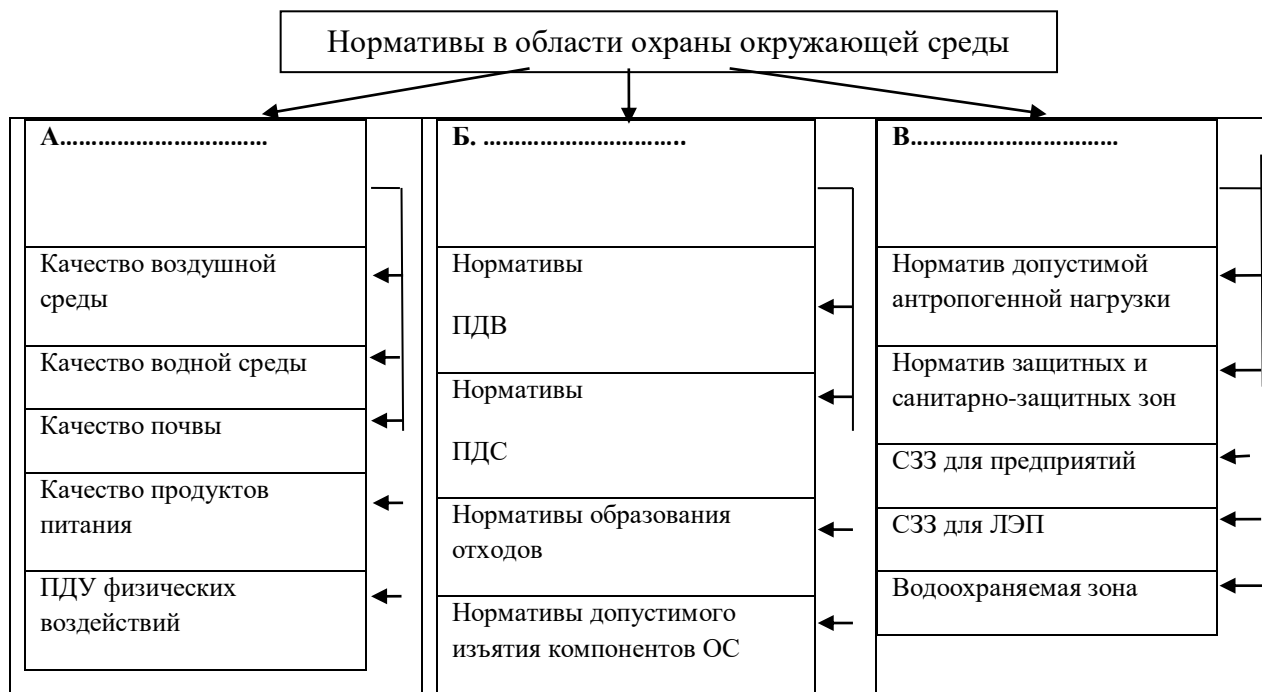 Нормативы в области охраны окружающей среды
А……………………………
Качество воздушной
среды
Качество водной среды
Качество почвы
Качество продуктов
питания
ПДУ физических
воздействий
Б. …………………………..
Нормативы
ПДВ
Нормативы
ПДС
Нормативы образования
отходов
Нормативы допустимого
изъятия компонентов ОС
В……………………………
Норматив допустимой
антропогенной нагрузки
Норматив защитных и
санитарно-защитных зон
СЗЗ для предприятий
СЗЗ для ЛЭП
Водоохраняемая зона